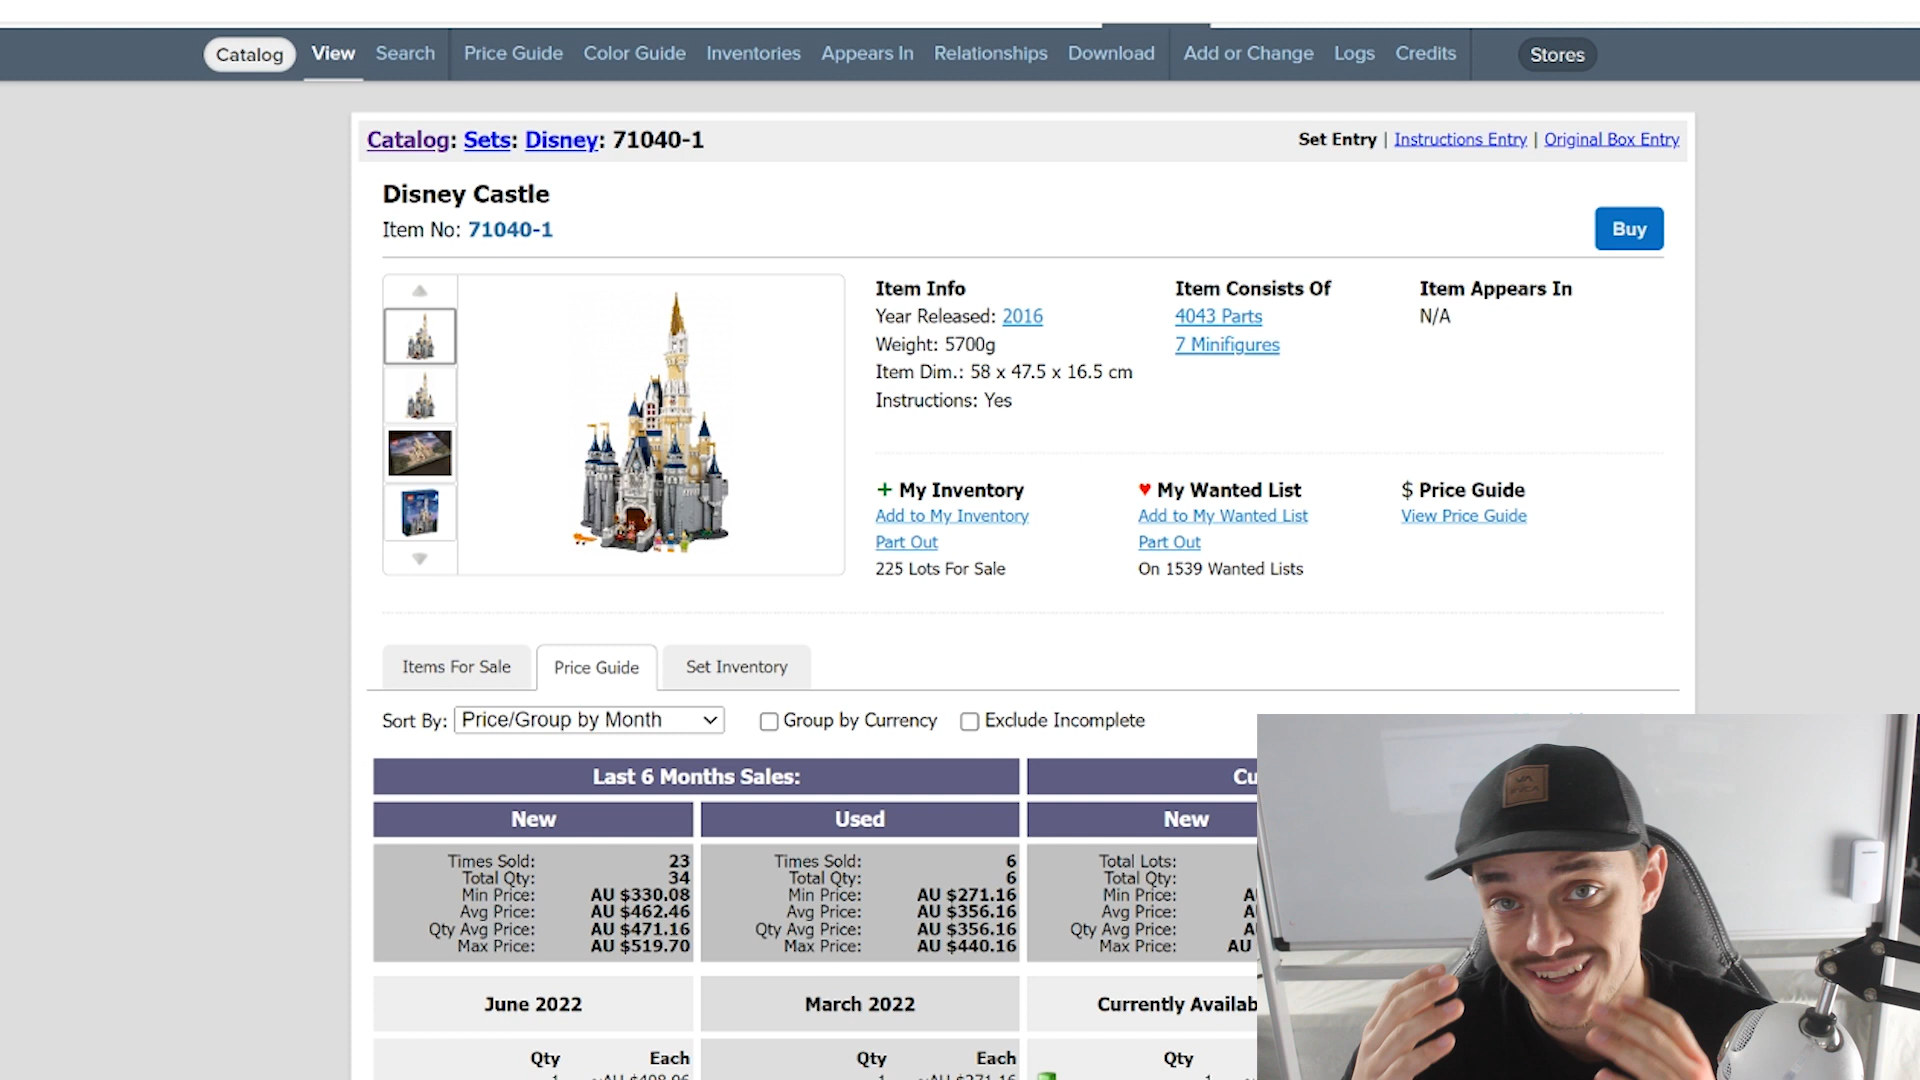 Catalog View Search Price Guide Color Guide Inventories Appears In Relationships Download Add or Change Logs Credits Stores
Catalog: Sets: Disney: 71040-1
Set Entry | Instructions Entry | Original Box Entry
Disney Castle
Item No: 71040-1
Buy
Item Info
Year Released: 2016
Weight: 5700g
Item Dim.: 58 x 47.5 x 16.5 cm
Instructions: Yes
Item Consists Of
4043 Parts
7 Minifigures
Item Appears In
N/A
+ My Inventory
Add to My Inventory
Part Out
225 Lots For Sale
♥ My Wanted List
Add to My Wanted List
Part Out
On 1539 Wanted Lists
$ Price Guide
View Price Guide
Items For Sale Price Guide Set Inventory
Sort By: Price/Group by Month Group by Currency Exclude Incomplete
Last 6 Months Sales:
New Used New
Times Sold: 23
Total Qty: 34
Min Price: AU $330.08
Avg Price: AU $462.46
Qty Avg Price: AU $471.16
Max Price: AU $519.70
Times Sold: 6
Total Qty: 6
Min Price: AU $271.16
Avg Price: AU $356.16
Qty Avg Price: AU $356.16
Max Price: AU $440.16
Total Lots:
Total Qty:
Min Price:
Avg Price:
Qty Avg Price:
Max Price: AU
June 2022 March 2022 Currently Availab
Qty Each Qty Each Qty